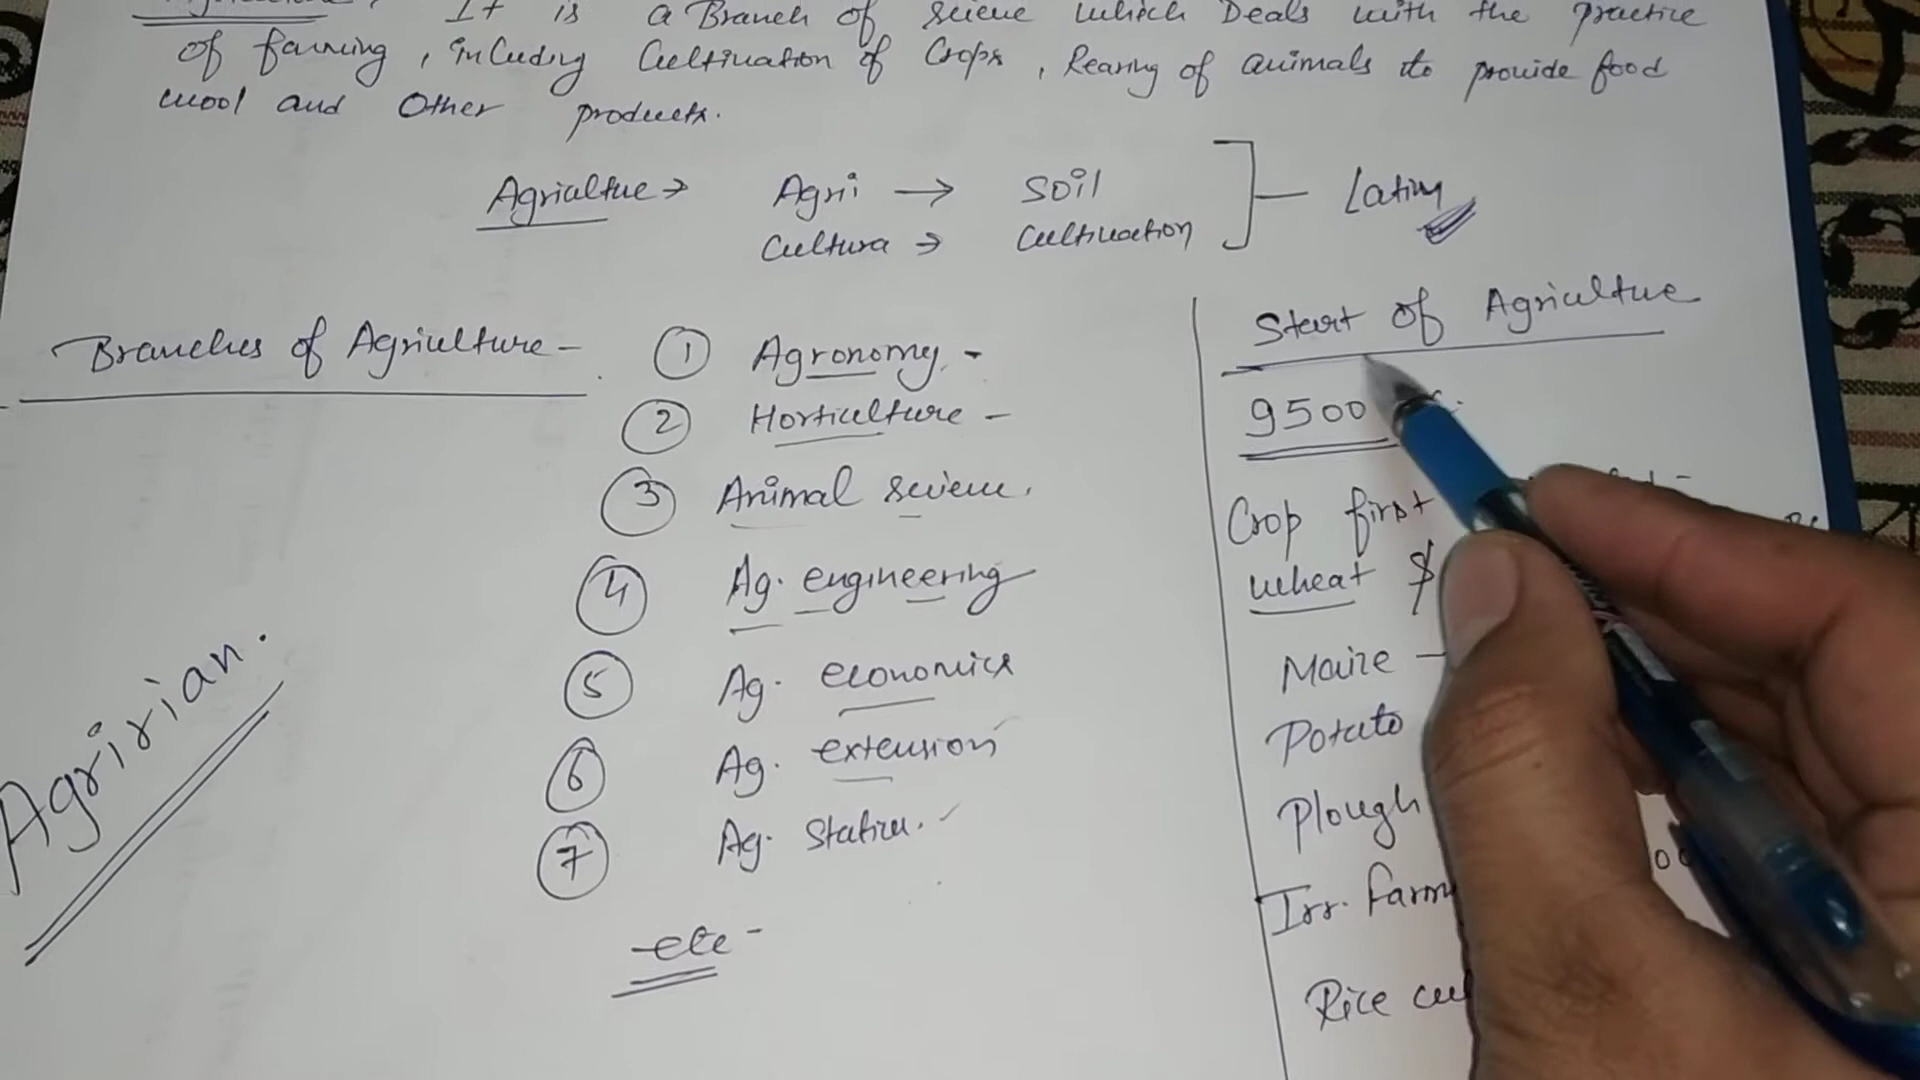 It is a Branch of science which Deals with the practice
of farming, including Cultivation of Crops, Rearing of animals to provide food
wool and Other products.
Agriculture → Agri → Soil
Cultura → Cultivation
Latin
Branches of Agriculture -
① Agronomy -
② Horticulture -
③ Animal science.
④ Ag. engineering
⑤ Ag. economics
⑥ Ag. extension
⑦ Ag.
etc -
Agririan.
Start of Agriculture
9500
Crop first
wheat
Maize -
Potato
Plough
Irr. Farm
Rice